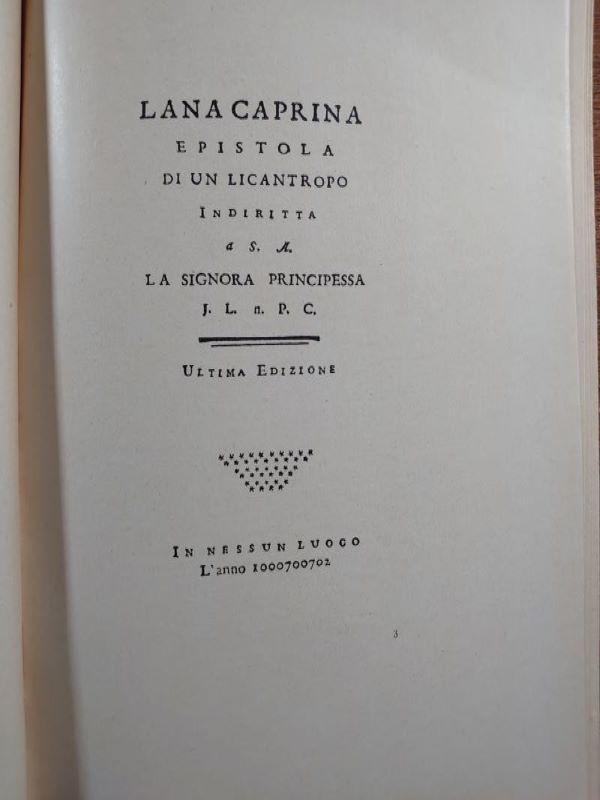 LANA CAPRINA
EPISTOLA
DI UN LICANTROPO
INDIRITTA
a S. A.
LA SIGNORA PRINCIPESSA
J. L. n. P. C.
ULTIMA EDIZIONE
IN NESSUN LUOGO
L'anno 1000700702
3